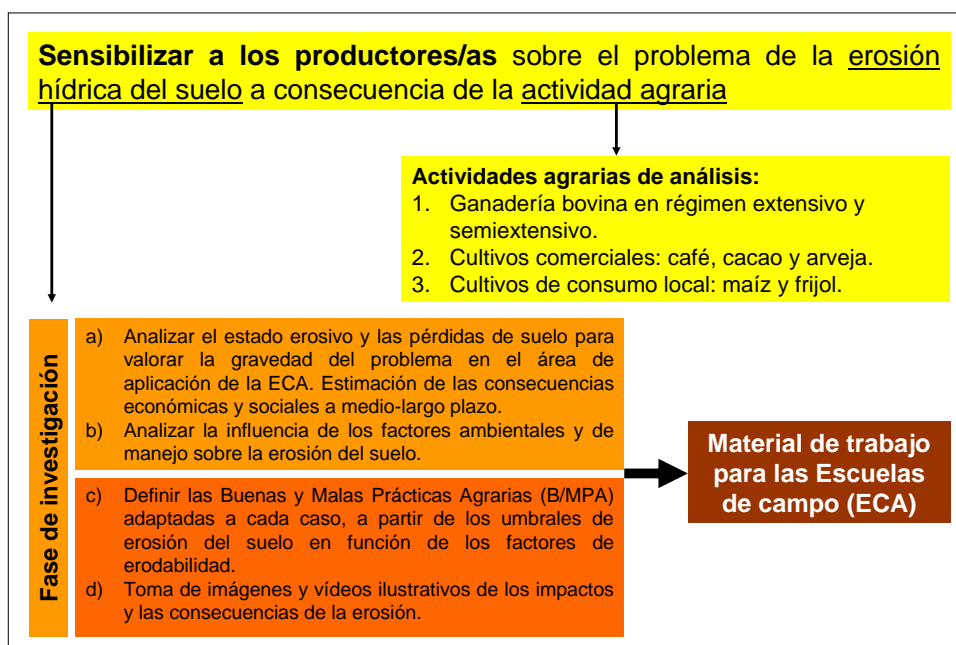 Sensibilizar a los productores/as sobre el problema de la erosión
hídrica del suelo a consecuencia de la actividad agraria
Actividades agrarias de análisis:
1. Ganadería bovina en régimen extensivo y
semiextensivo.
2. Cultivos comerciales: café, cacao y arveja.
3. Cultivos de consumo local: maíz y frijol.
Fase de investigación
a) Analizar el estado erosivo y las pérdidas de suelo para
valorar la gravedad del problema en el área de
aplicación de la ECA. Estimación de las consecuencias
económicas y sociales a medio-largo plazo.
b) Analizar la influencia de los factores ambientales y de
manejo sobre la erosión del suelo.
c) Definir las Buenas y Malas Prácticas Agrarias (B/MPA)
adaptadas a cada caso, a partir de los umbrales de
erosión del suelo en función de los factores de
erodabilidad.
d) Toma de imágenes y vídeos ilustrativos de los impactos
y las consecuencias de la erosión.
Material de trabajo
para las Escuelas
de campo (ECA)